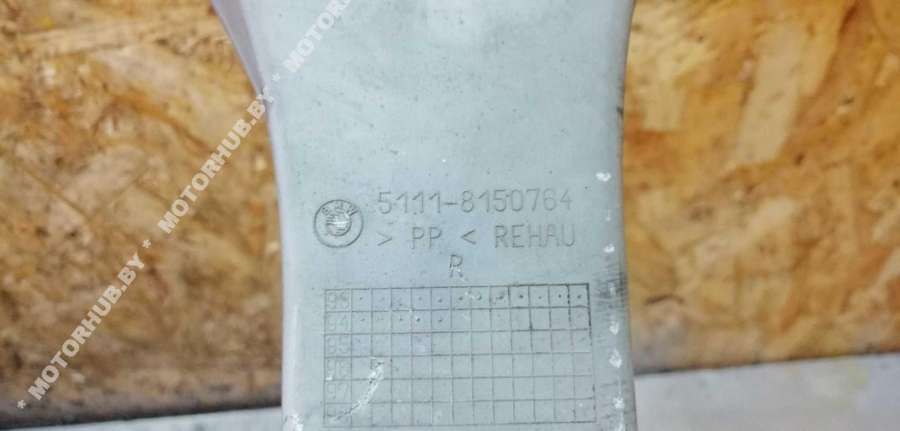 * MOTORHUB.BY * MOTORHUB.BY * MOTORHUB.BY *
5111-8150764
> PP < REHAU
R